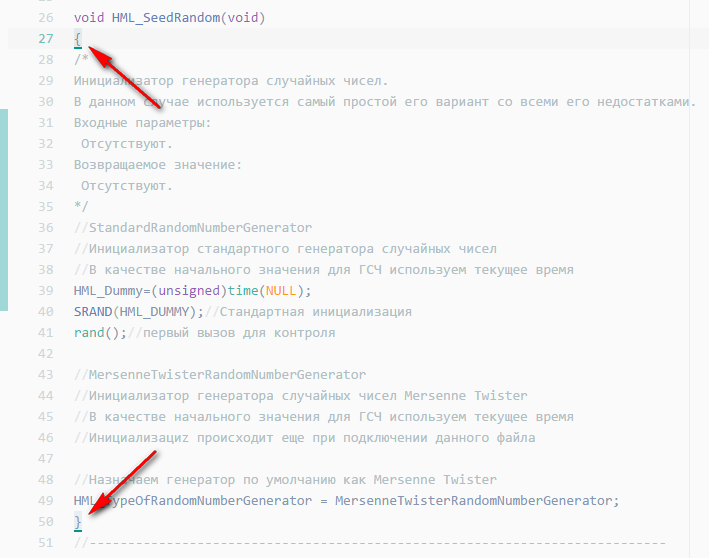 26 void HML_SeedRandom(void)
27 {
28 /*
29 Инициализатор генератора случайных чисел.
30 В данном случае используется самый простой его вариант со всеми его недостатками.
31 Входные параметры:
32 Отсутствуют.
33 Возвращаемое значение:
34 Отсутствуют.
35 */
36 //StandardRandomNumberGenerator
37 //Инициализатор стандартного генератора случайных чисел
38 //В качестве начального значения для ГСЧ используем текущее время
39 HML_Dummy=(unsigned)time(NULL);
40 SRAND(HML_DUMMY);//Стандартная инициализация
41 rand();//первый вызов для контроля
42
43 //MersenneTwisterRandomNumberGenerator
44 //Инициализатор генератора случайных чисел Mersenne Twister
45 //В качестве начального значения для ГСЧ используем текущее время
46 //Инициализациz происходит еще при подключении данного файла
47
48 //Назначаем генератор по умолчанию как Mersenne Twister
49 HML_TypeOfRandomNumberGenerator = MersenneTwisterRandomNumberGenerator;
50 }
51 //---------------------------------------------------------------------------